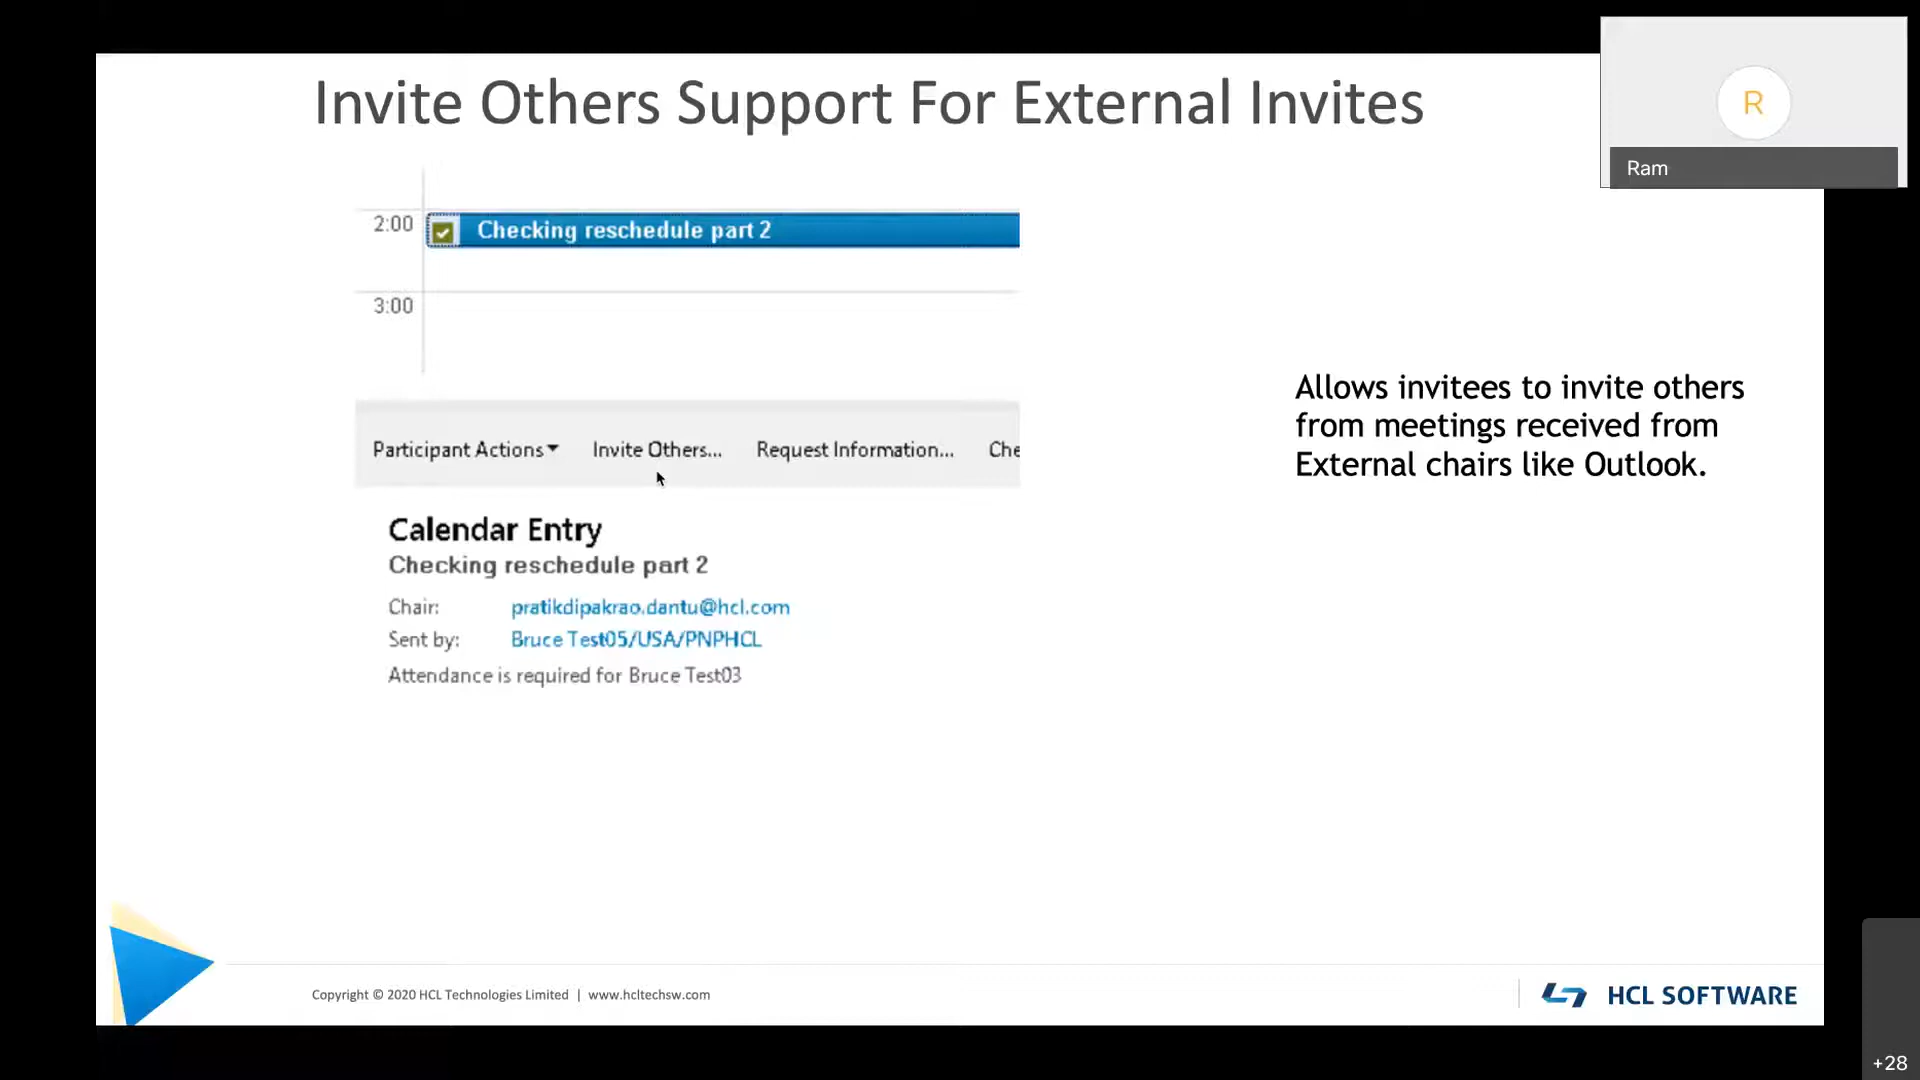 Invite Others Support For External Invites
R
Ram
2:00
Checking reschedule part 2
3:00
Allows invitees to invite others
from meetings received from
External chairs like Outlook.
Participant Actions Invite Others... Request Information... Che
Calendar Entry
Checking reschedule part 2
Chair: pratikdipakrao.dantu@hcl.com
Sent by: Bruce Test05/USA/PNPHCL
Attendance is required for Bruce Test03
Copyright © 2020 HCL Technologies Limited | www.hcltechsw.com
HCL SOFTWARE
+28